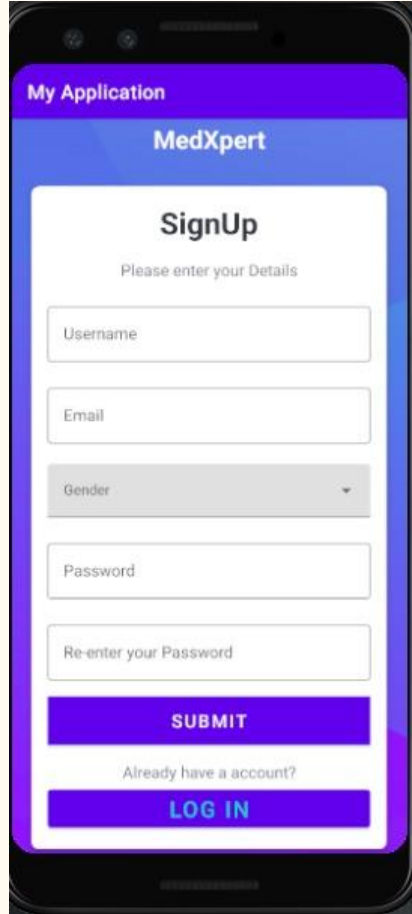 My Application
MedXpert
SignUp
Please enter your Details
Username
Email
Gender
Password
Re-enter your Password
SUBMIT
Already have a account?
LOG IN